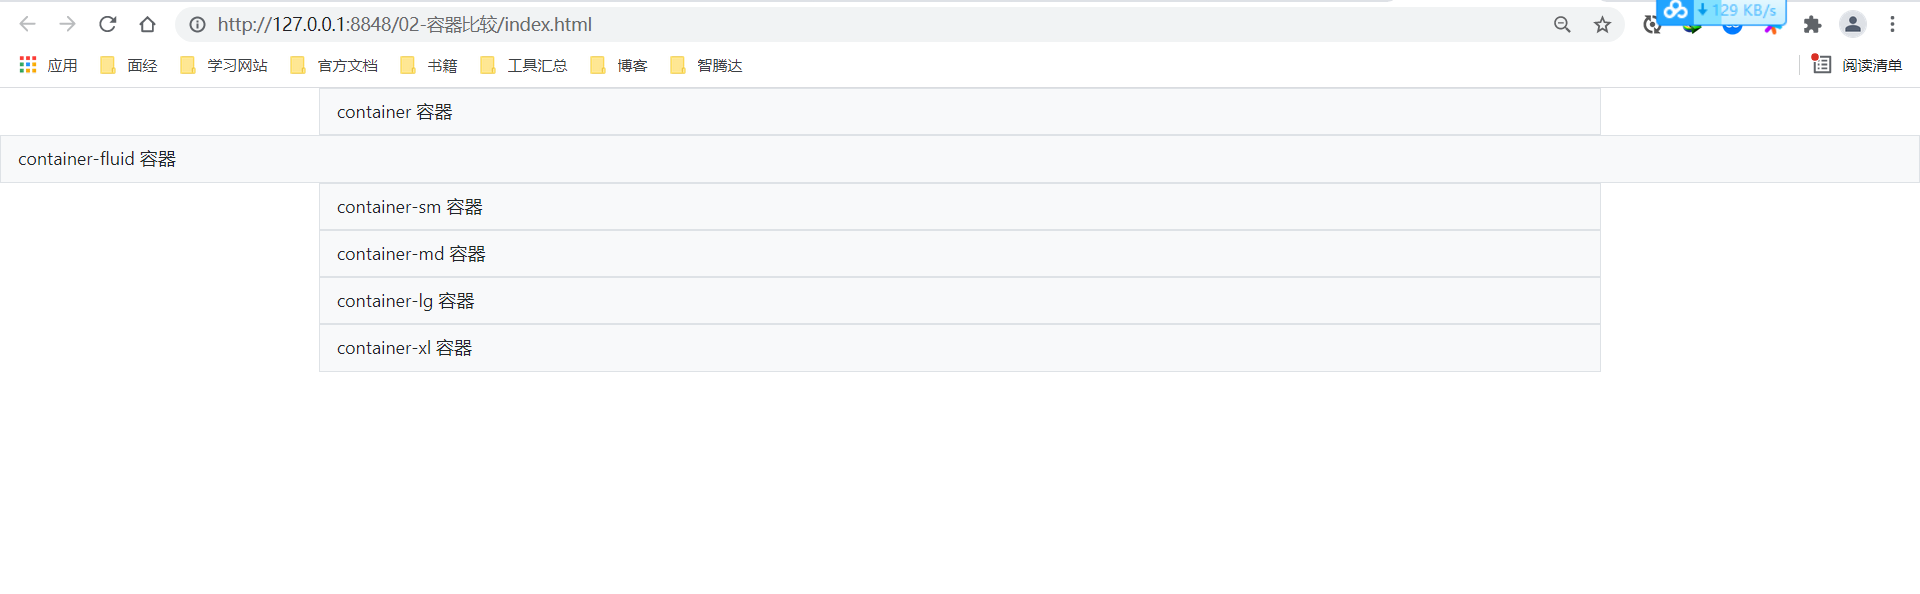 http://127.0.0.1:8848/02-容器比较/index.html
129 KB/s
应用 面经 学习网站 官方文档 书籍 工具汇总 博客 智腾达 阅读清单
container 容器
container-fluid 容器
container-sm 容器
container-md 容器
container-lg 容器
container-xl 容器